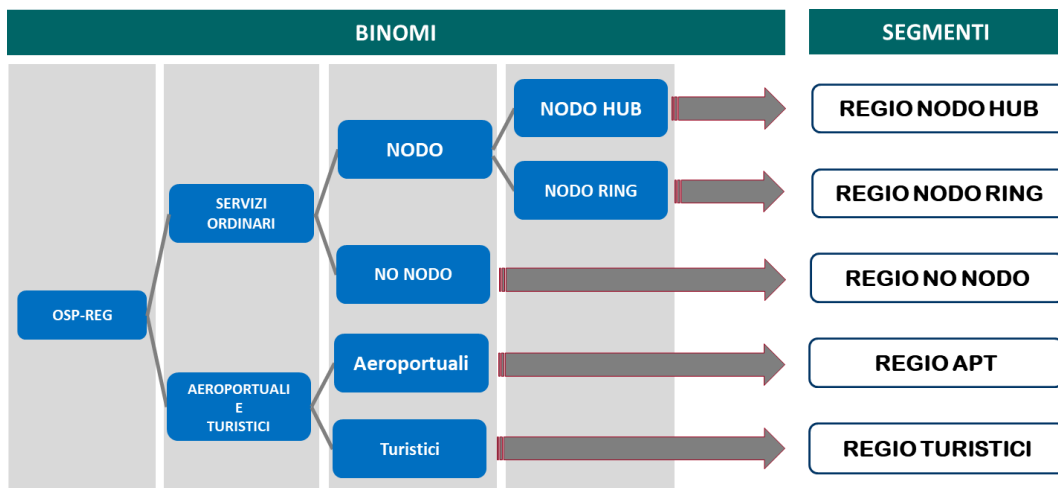 BINOMI
SEGMENTI
NODO HUB
REGIO NODO HUB
NODO
NODO RING
REGIO NODO RING
SERVIZI
ORDINARI
NO NODO
REGIO NO NODO
OSP-REG
Aeroportuali
REGIO APT
AEROPORTUALI
E
TURISTICI
Turistici
REGIO TURISTICI